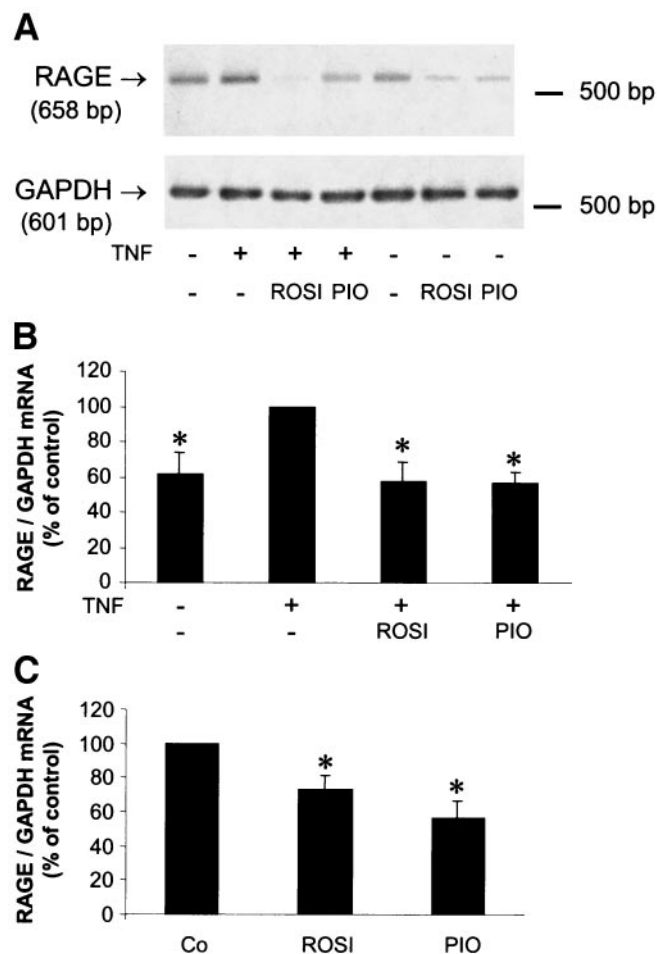 A
RAGE →
(658 bp)
500 bp
GAPDH →
(601 bp)
500 bp
TNF - + + + - - -
- - ROSI PIO - ROSI PIO
B
RAGE / GAPDH mRNA
(% of control)
120
100
80
60
40
20
0
* * *
TNF - + + +
- - ROSI PIO
C
RAGE / GAPDH mRNA
(% of control)
120
100
80
60
40
20
0
* *
Co ROSI PIO